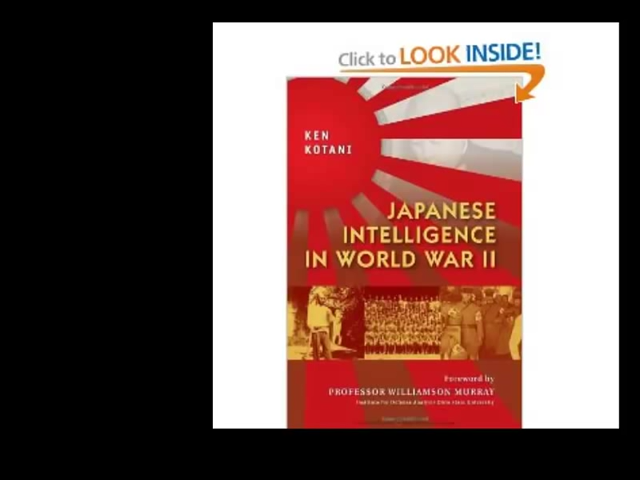 Click to LOOK INSIDE!
KEN
KOTANI
JAPANESE
INTELLIGENCE
IN WORLD WAR II
Foreword by
PROFESSOR WILLIAMSON MURRAY